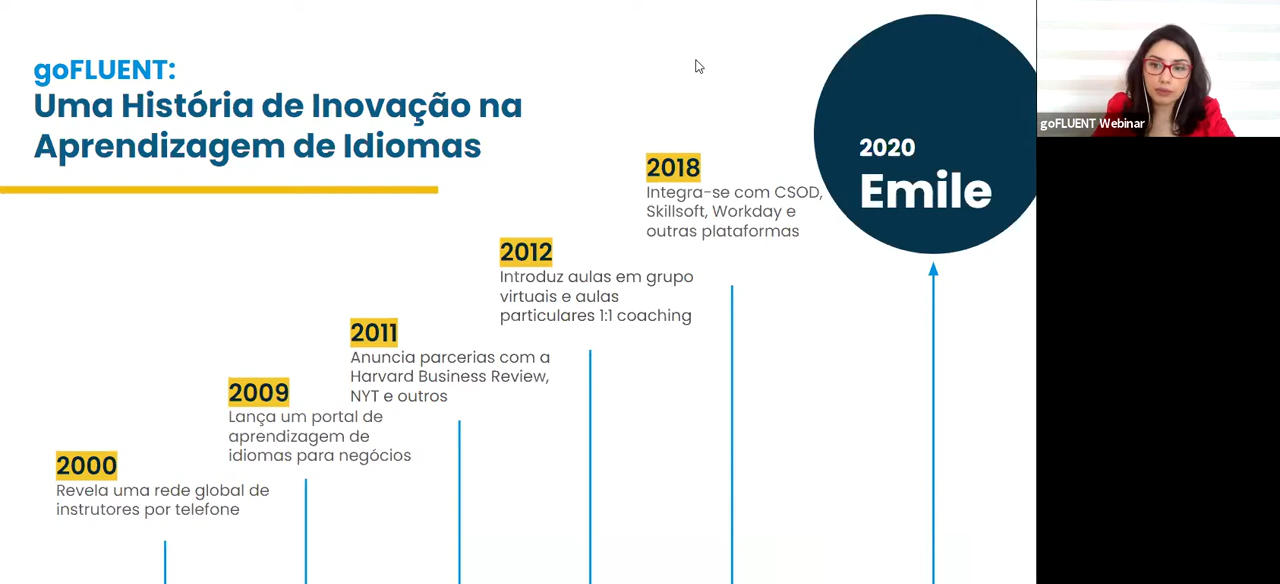 goFLUENT:
Uma História de Inovação na
Aprendizagem de Idiomas
2000
Revela uma rede global de
instrutores por telefone
2009
Lança um portal de
aprendizagem de
idiomas para negócios
2011
Anuncia parcerias com a
Harvard Business Review,
NYT e outros
2012
Introduz aulas em grupo
virtuais e aulas
particulares 1:1 coaching
2018
Integra-se com CSOD,
Skillsoft, Workday e
outras plataformas
2020
Emile
goFLUENT Webinar